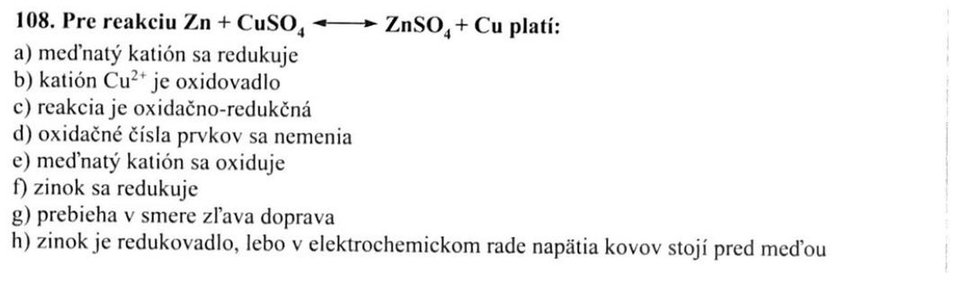 108. Pre reakciu Zn + CuSO₄ ⟷ ZnSO₄ + Cu platí:
a) meďnatý katión sa redukuje
b) katión Cu²⁺ je oxidovadlo
c) reakcia je oxidačno-redukčná
d) oxidačné čísla prvkov sa nemenia
e) meďnatý katión sa oxiduje
f) zinok sa redukuje
g) prebieha v smere zľava doprava
h) zinok je redukovadlo, lebo v elektrochemickom rade napätia kovov stojí pred meďou